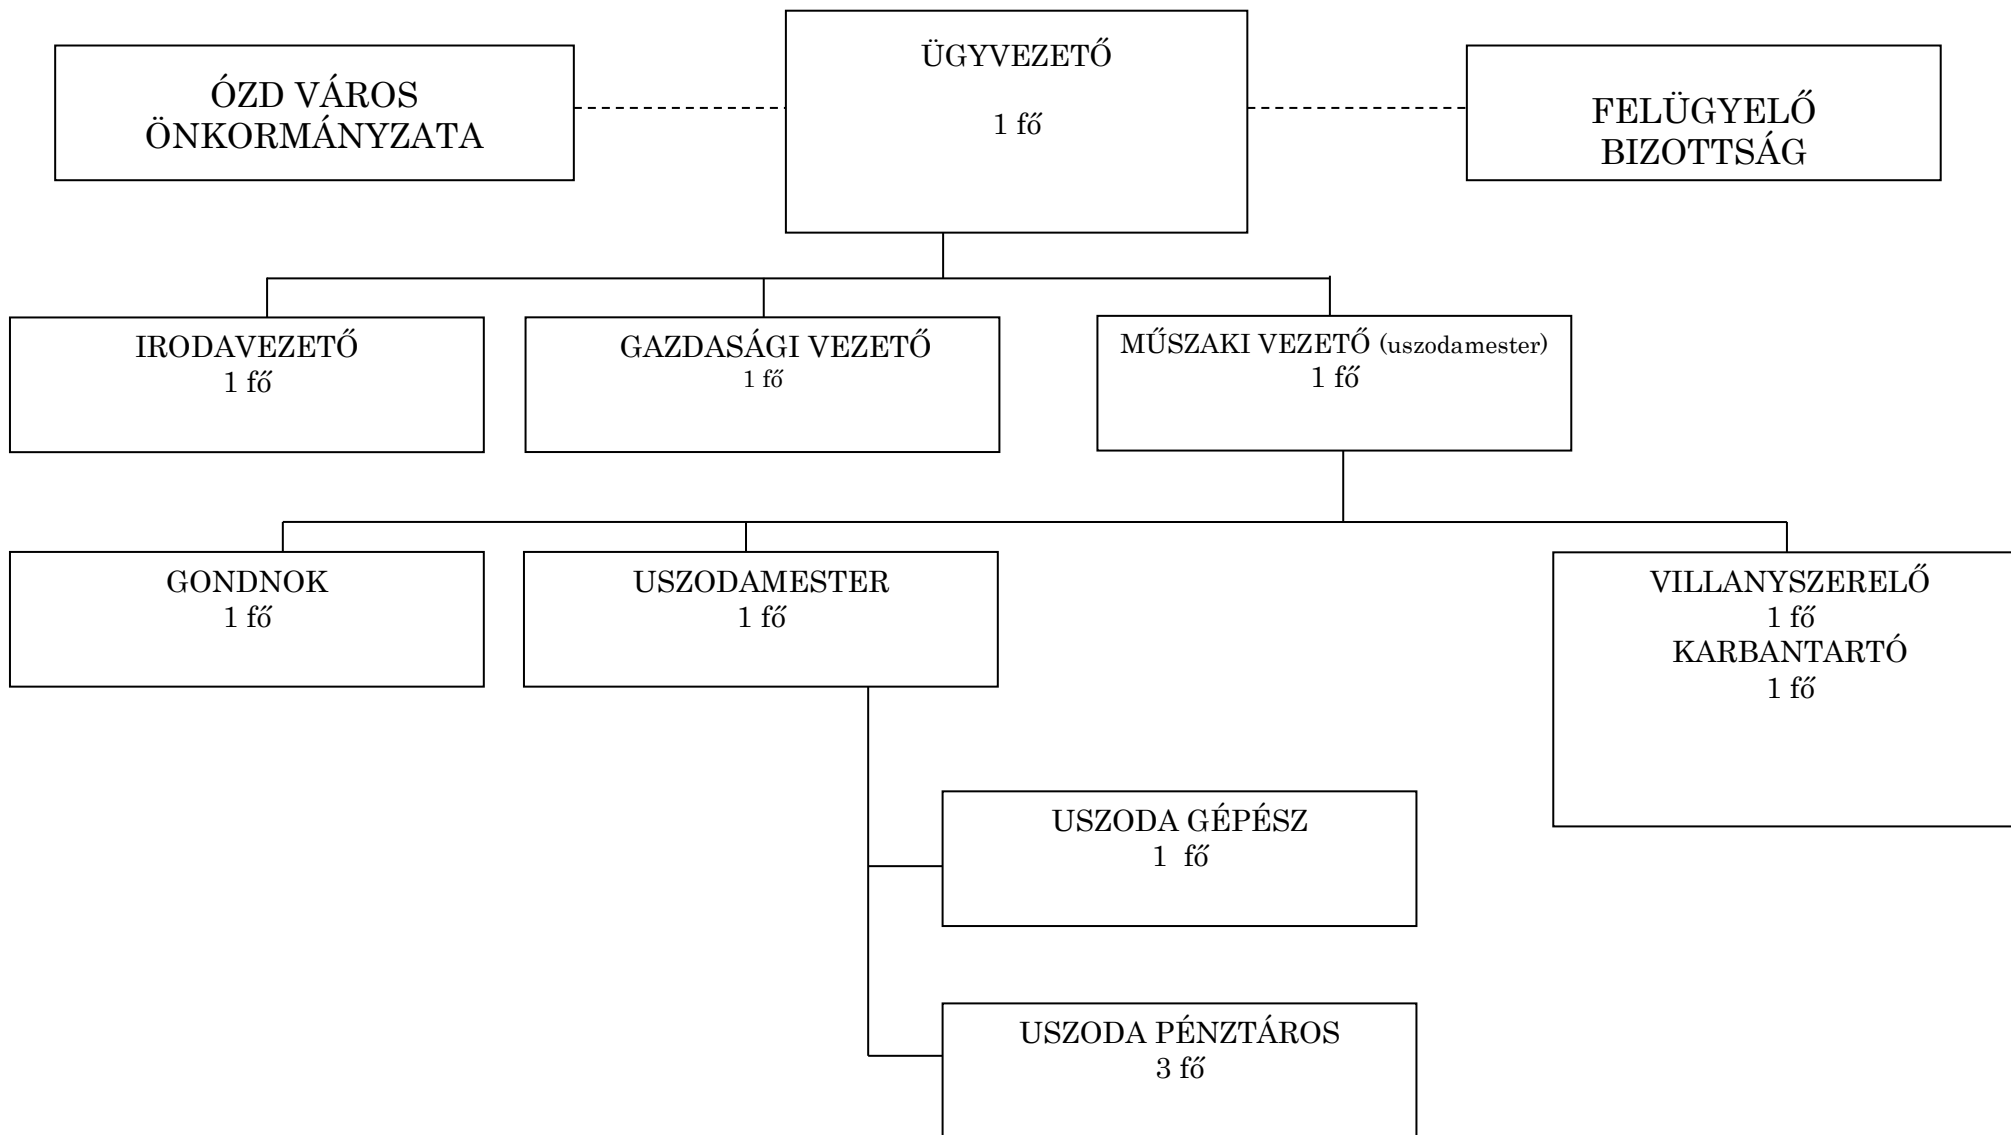 ÓZD VÁROS
ÖNKORMÁNYZATA
ÜGYVEZETŐ
1 fő
FELÜGYELŐ
BIZOTTSÁG
IRODAVEZETŐ
1 fő
GAZDASÁGI VEZETŐ
1 fő
MŰSZAKI VEZETŐ (uszodamester)
1 fő
GONDNOK
1 fő
USZODAMESTER
1 fő
VILLANYSZERELŐ
1 fő
KARBANTARTÓ
1 fő
USZODA GÉPÉSZ
1 fő
USZODA PÉNZTÁROS
3 fő